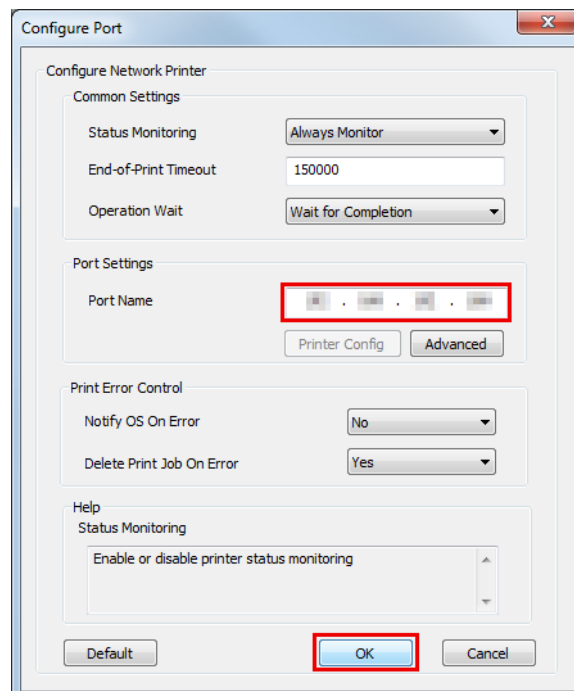 Configure Port
Configure Network Printer
Common Settings
Status Monitoring Always Monitor
End-of-Print Timeout 150000
Operation Wait Wait for Completion
Port Settings
Port Name . . .
Printer Config Advanced
Print Error Control
Notify OS On Error No
Delete Print Job On Error Yes
Help
Status Monitoring
Enable or disable printer status monitoring
Default OK Cancel